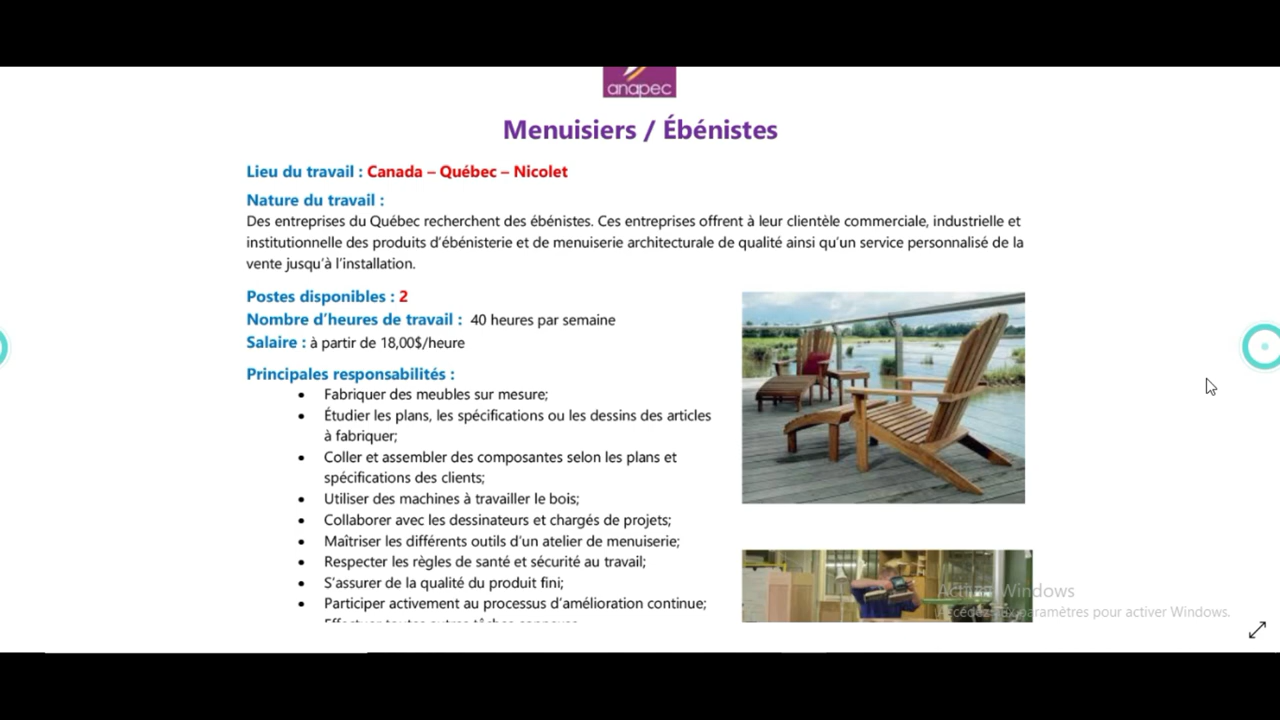 anapec
Menuisiers / Ébénistes
Lieu du travail : Canada – Québec – Nicolet
Nature du travail :
Des entreprises du Québec recherchent des ébénistes. Ces entreprises offrent à leur clientèle commerciale, industrielle et
institutionnelle des produits d'ébénisterie et de menuiserie architecturale de qualité ainsi qu'un service personnalisé de la
vente jusqu'à l'installation.
Postes disponibles : 2
Nombre d'heures de travail : 40 heures par semaine
Salaire : à partir de 18,00$/heure
Principales responsabilités :
• Fabriquer des meubles sur mesure;
• Étudier les plans, les spécifications ou les dessins des articles
à fabriquer;
• Coller et assembler des composantes selon les plans et
spécifications des clients;
• Utiliser des machines à travailler le bois;
• Collaborer avec les dessinateurs et chargés de projets;
• Maîtriser les différents outils d'un atelier de menuiserie;
• Respecter les règles de santé et sécurité au travail;
• S'assurer de la qualité du produit fini;
• Participer activement au processus d'amélioration continue;
Activer Windows
Accédez aux paramètres pour activer Windows.